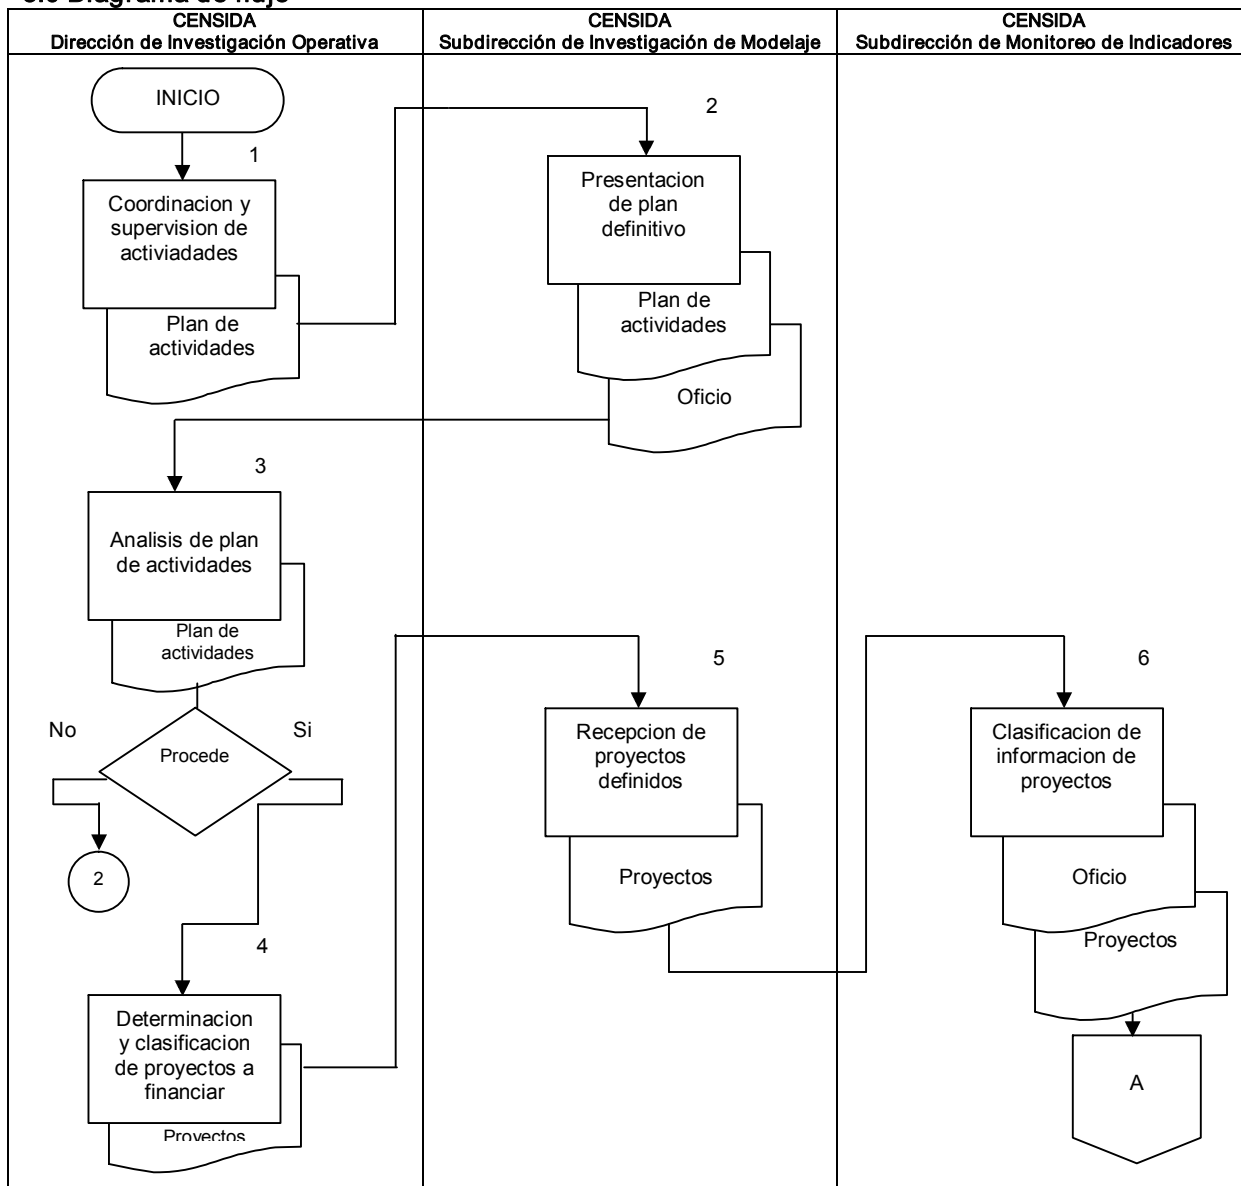 CENSIDA
Dirección de Investigación Operativa
CENSIDA
Subdirección de Investigación de Modelaje
CENSIDA
Subdirección de Monitoreo de Indicadores
INICIO
1
Coordinacion y
supervision de
activiadades
Plan de
actividades
2
Presentacion
de plan
definitivo
Plan de
actividades
Oficio
3
Analisis de plan
de actividades
Plan de
actividades
No
Procede
Si
2
4
Determinacion
y clasificacion
de proyectos a
financiar
Proyectos
5
Recepcion de
proyectos
definidos
Proyectos
6
Clasificacion de
informacion de
proyectos
Oficio
Proyectos
A